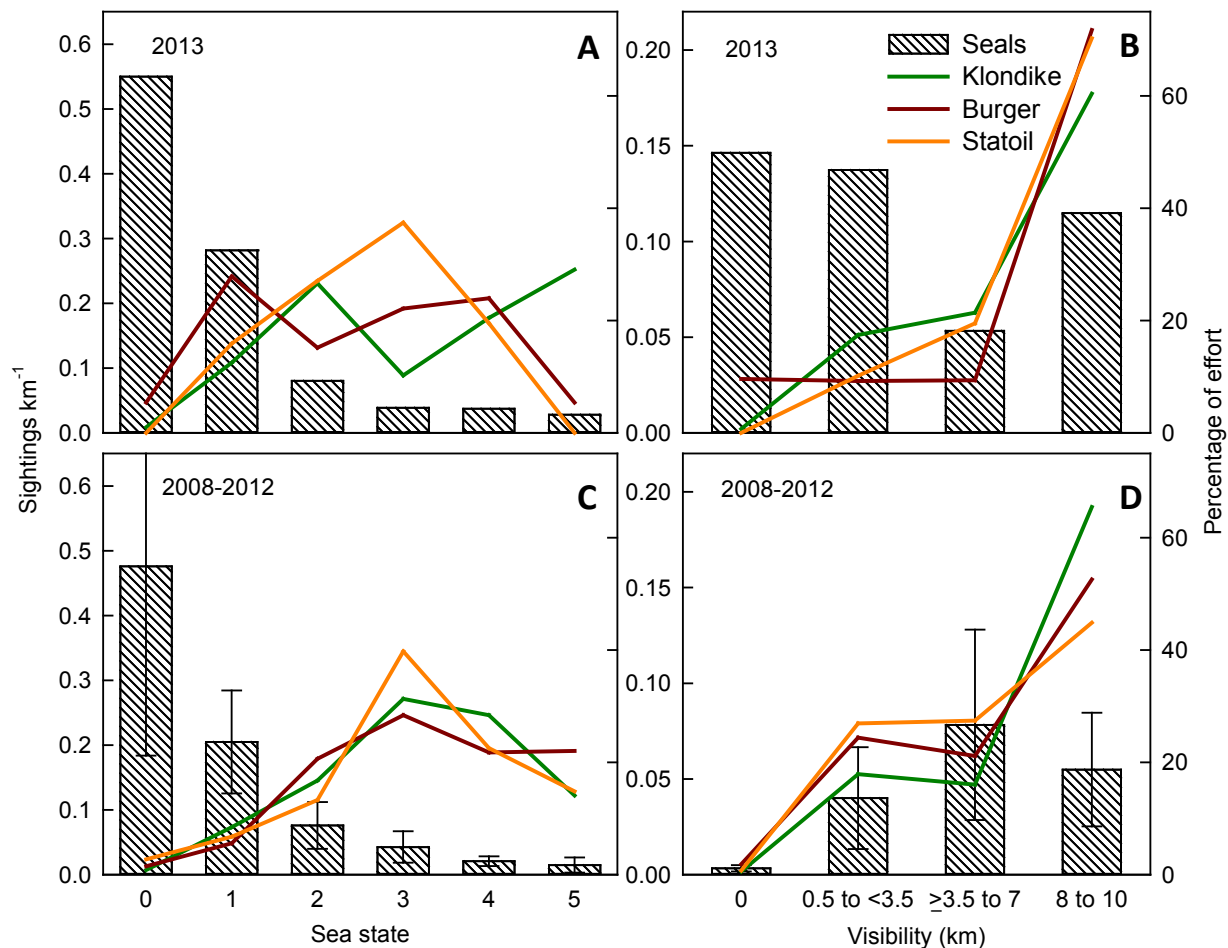 2013
A
0.6
0.5
0.4
0.3
0.2
0.1
0.0
2013
B
Seals
Klondike
Burger
Statoil
0.20
0.15
0.10
0.05
0.00
60
40
20
0
Sightings km⁻¹
Percentage of effort
2008-2012
C
0.6
0.5
0.4
0.3
0.2
0.1
0.0
0 1 2 3 4 5
Sea state
2008-2012
D
0.20
0.15
0.10
0.05
0.00
60
40
20
0
0 0.5 to <3.5 ≥3.5 to 7 8 to 10
Visibility (km)